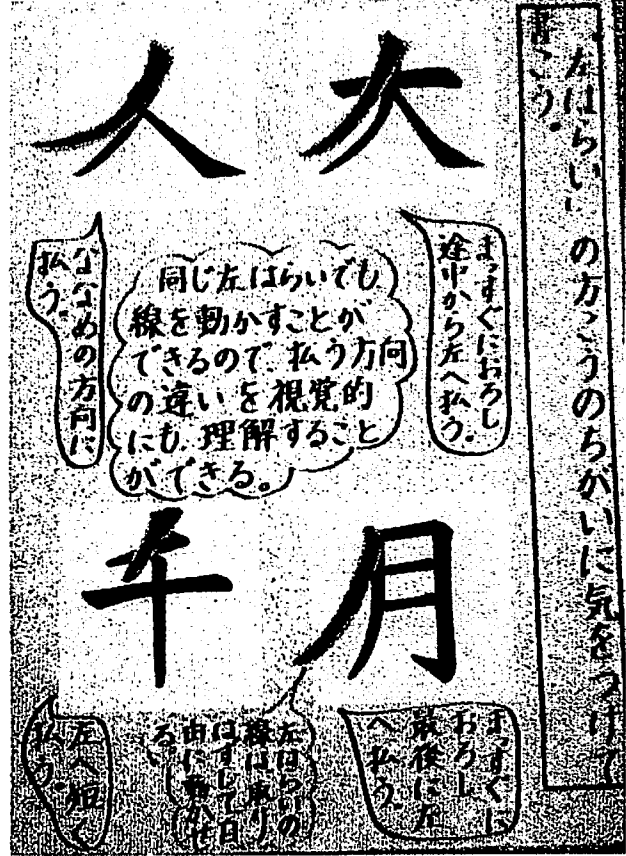 左はらいの方こうのちがいに気をつけて
書こう。
大
人
まっすぐにおろし
途中から左へ払う。
同じ左はらいでも
線を動かすことが
できるので、払う方向
の違いを視覚的
にも理解すること
ができる。
ななめの方向に
払う。
月
千
まっすぐに
おろし
最後に左
へ払う。
左はらいの
線は取り
はずして自
由に動かせ
る。
左へ短く
払う。